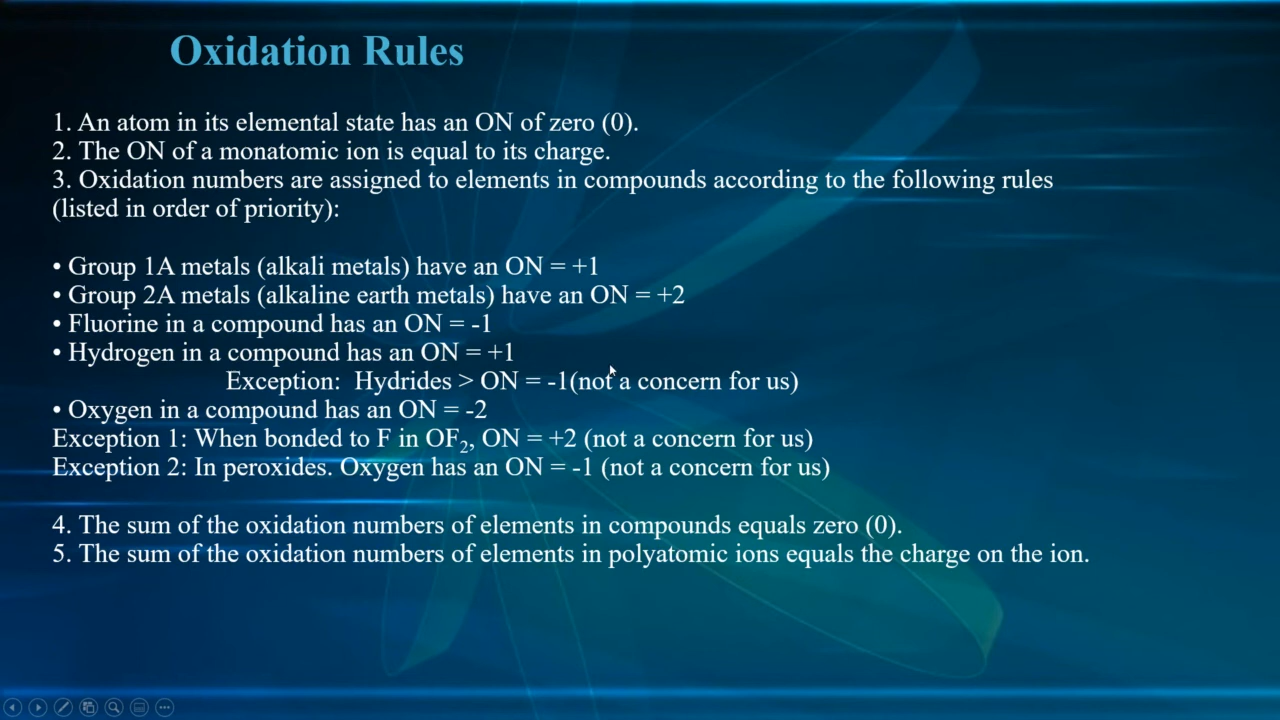 Oxidation Rules
1. An atom in its elemental state has an ON of zero (0).
2. The ON of a monatomic ion is equal to its charge.
3. Oxidation numbers are assigned to elements in compounds according to the following rules
(listed in order of priority):
• Group 1A metals (alkali metals) have an ON = +1
• Group 2A metals (alkaline earth metals) have an ON = +2
• Fluorine in a compound has an ON = -1
• Hydrogen in a compound has an ON = +1
Exception:  Hydrides > ON = -1(not a concern for us)
• Oxygen in a compound has an ON = -2
Exception 1: When bonded to F in OF₂, ON = +2 (not a concern for us)
Exception 2: In peroxides. Oxygen has an ON = -1 (not a concern for us)
4. The sum of the oxidation numbers of elements in compounds equals zero (0).
5. The sum of the oxidation numbers of elements in polyatomic ions equals the charge on the ion.